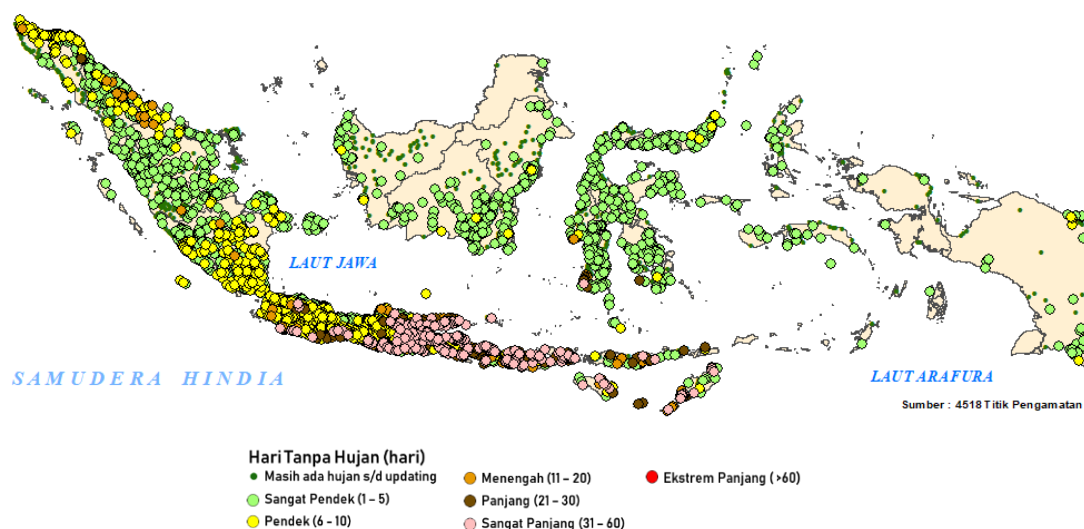 LAUT JAWA
SAMUDERA HINDIA
LAUT ARAFURA
Sumber : 4518 Titik Pengamatan
Hari Tanpa Hujan (hari)
Masih ada hujan s/d updating
Sangat Pendek (1 – 5)
Pendek (6 – 10)
Menengah (11 – 20)
Panjang (21 – 30)
Sangat Panjang (31 – 60)
Ekstrem Panjang ( >60)